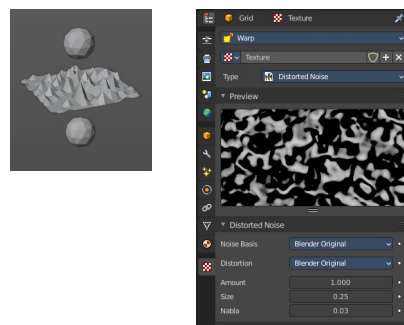 Grid Texture
Warp
Texture
Type Distorted Noise
Preview
Distorted Noise
Noise Basis Blender Original
Distortion Blender Original
Amount 1.000
Size 0.25
Nabla 0.03